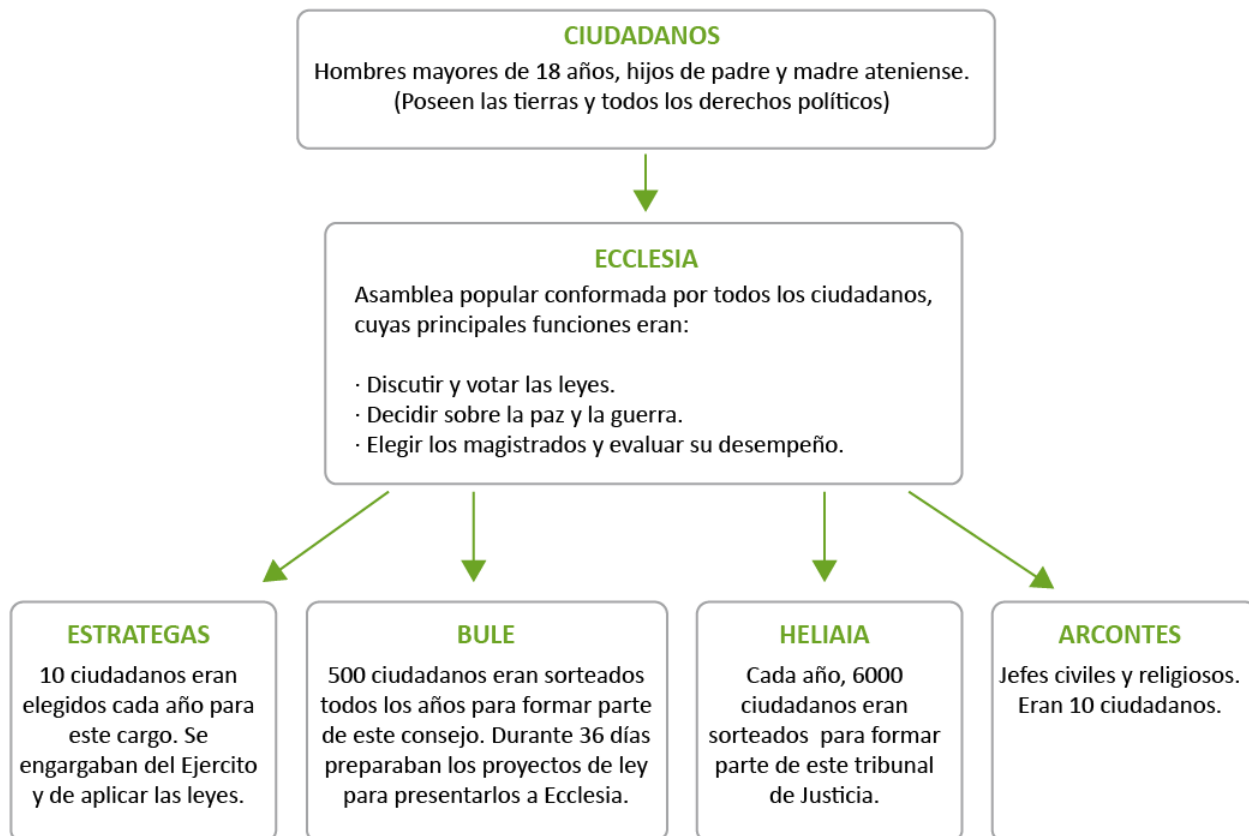 CIUDADANOS
Hombres mayores de 18 años, hijos de padre y madre ateniense.
(Poseen las tierras y todos los derechos políticos)
ECCLESIA
Asamblea popular conformada por todos los ciudadanos,
cuyas principales funciones eran:
· Discutir y votar las leyes.
· Decidir sobre la paz y la guerra.
· Elegir los magistrados y evaluar su desempeño.
ESTRATEGAS
10 ciudadanos eran
elegidos cada año para
este cargo. Se
engargaban del Ejercito
y de aplicar las leyes.
BULE
500 ciudadanos eran sorteados
todos los años para formar parte
de este consejo. Durante 36 días
preparaban los proyectos de ley
para presentarlos a Ecclesia.
HELIAIA
Cada año, 6000
ciudadanos eran
sorteados para formar
parte de este tribunal
de Justicia.
ARCONTES
Jefes civiles y religiosos.
Eran 10 ciudadanos.